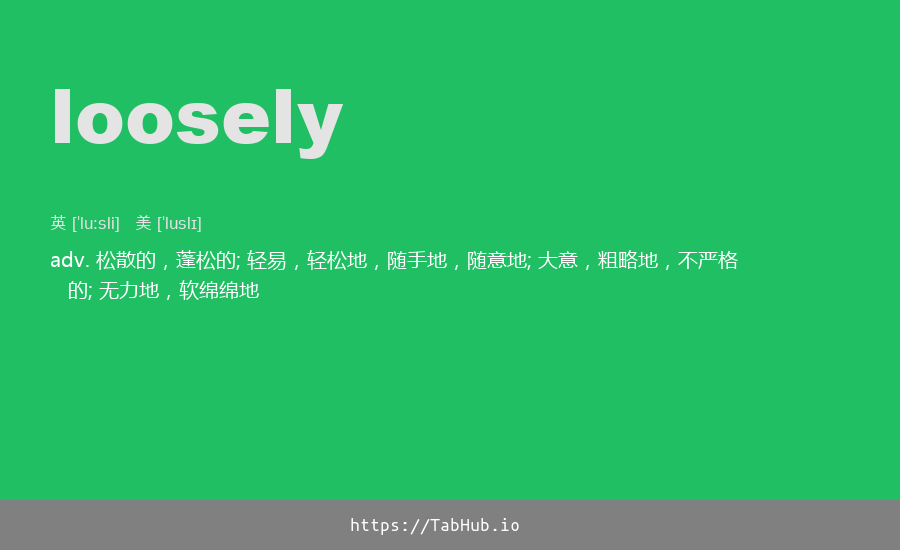 loosely
英 [ˈluːsli] 美 [ˈluslɪ]
adv. 松散的，蓬松的; 轻易，轻松地，随手地，随意地; 大意，粗略地，不严格
的; 无力地，软绵绵地
https://TabHub.io